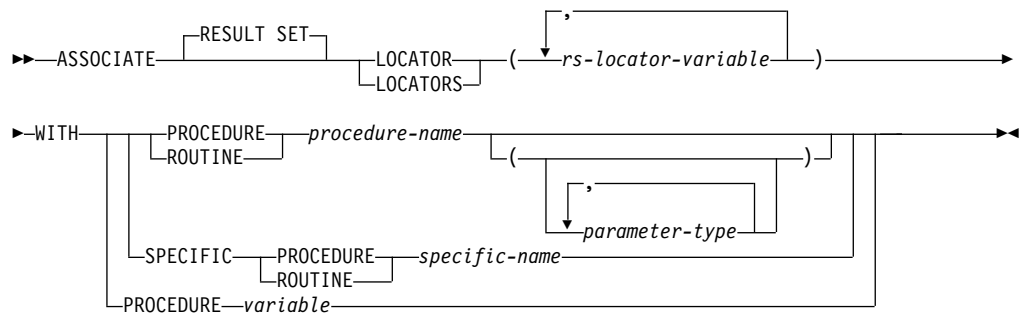 ,
RESULT SET
ASSOCIATE LOCATOR ( rs-locator-variable )
LOCATORS
WITH PROCEDURE procedure-name
ROUTINE ( )
,
parameter-type
SPECIFIC PROCEDURE specific-name
ROUTINE
PROCEDURE variable